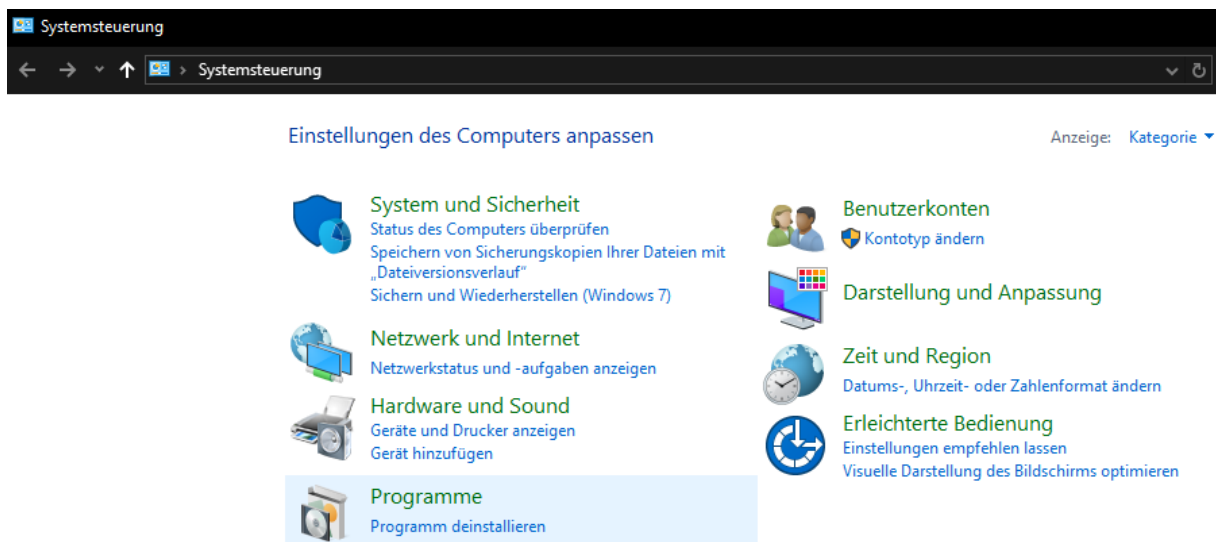 Systemsteuerung
Systemsteuerung
Einstellungen des Computers anpassen
Anzeige: Kategorie
System und Sicherheit
Status des Computers überprüfen
Speichern von Sicherungskopien Ihrer Dateien mit
„Dateiversionsverlauf“
Sichern und Wiederherstellen (Windows 7)
Netzwerk und Internet
Netzwerkstatus und -aufgaben anzeigen
Hardware und Sound
Geräte und Drucker anzeigen
Gerät hinzufügen
Programme
Programm deinstallieren
Benutzerkonten
Kontotyp ändern
Darstellung und Anpassung
Zeit und Region
Datums-, Uhrzeit- oder Zahlenformat ändern
Erleichterte Bedienung
Einstellungen empfehlen lassen
Visuelle Darstellung des Bildschirms optimieren